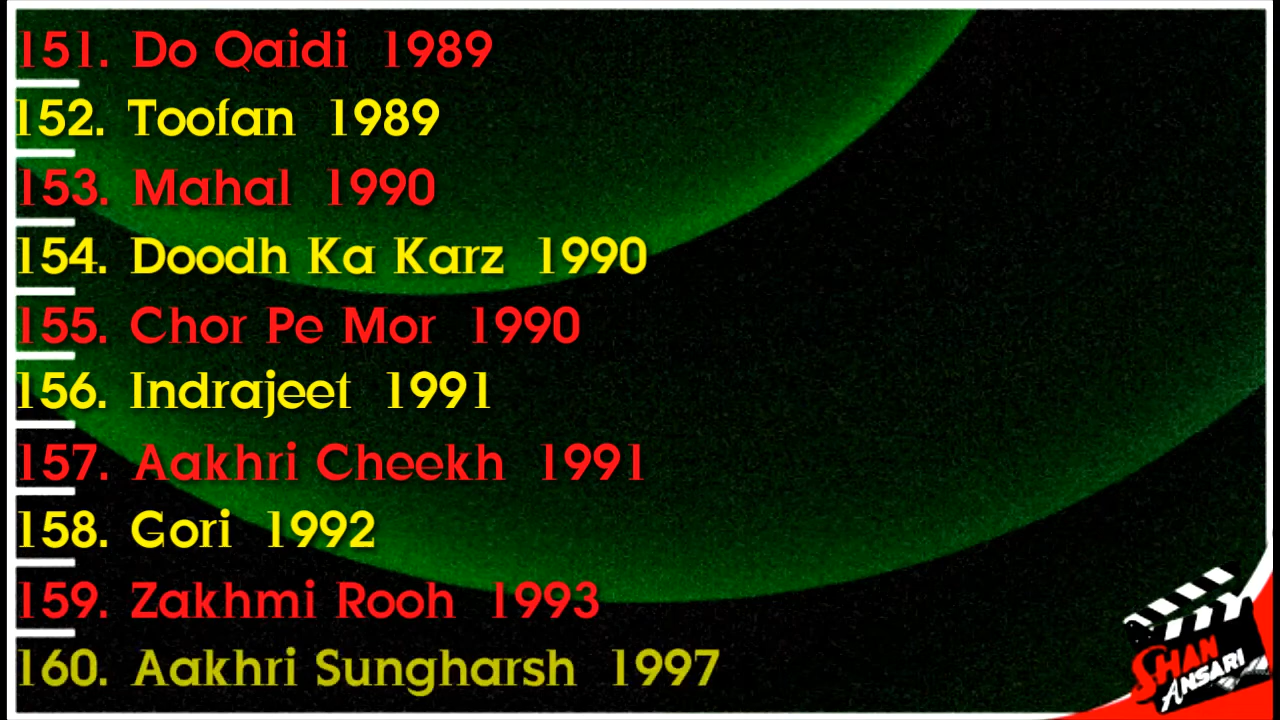 151. Do Qaidi 1989
152. Toofan 1989
153. Mahal 1990
154. Doodh Ka Karz 1990
155. Chor Pe Mor 1990
156. Indrajeet 1991
157. Aakhri Cheekh 1991
158. Gori 1992
159. Zakhmi Rooh 1993
160. Aakhri Sungharsh 1997
SHAN
ANSARI